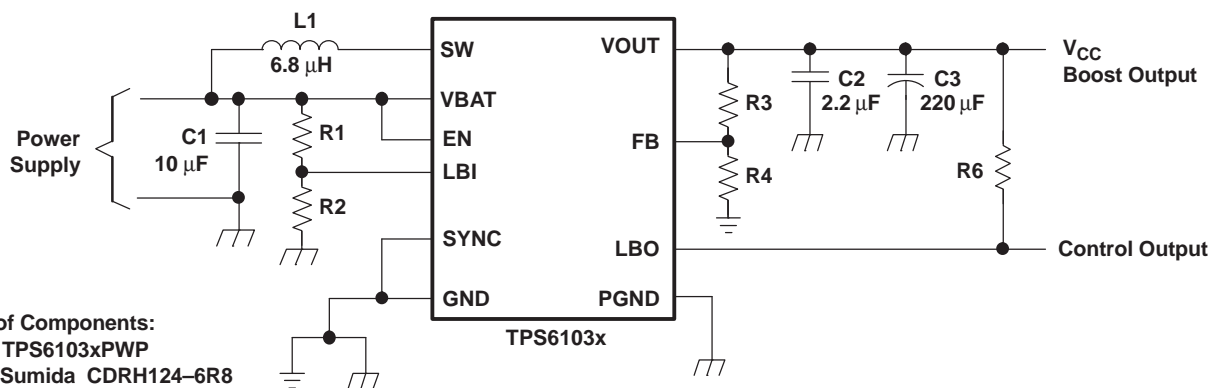 L1
6.8 µH
SW
VBAT
EN
LBI
SYNC
GND
VOUT
FB
LBO
PGND
TPS6103x
Power
Supply
C1
10 µF
R1
R2
R3
R4
C2
2.2 µF
C3
220 µF
R6
VCC
Boost Output
Control Output
of Components:
TPS6103xPWP
Sumida CDRH124–6R8